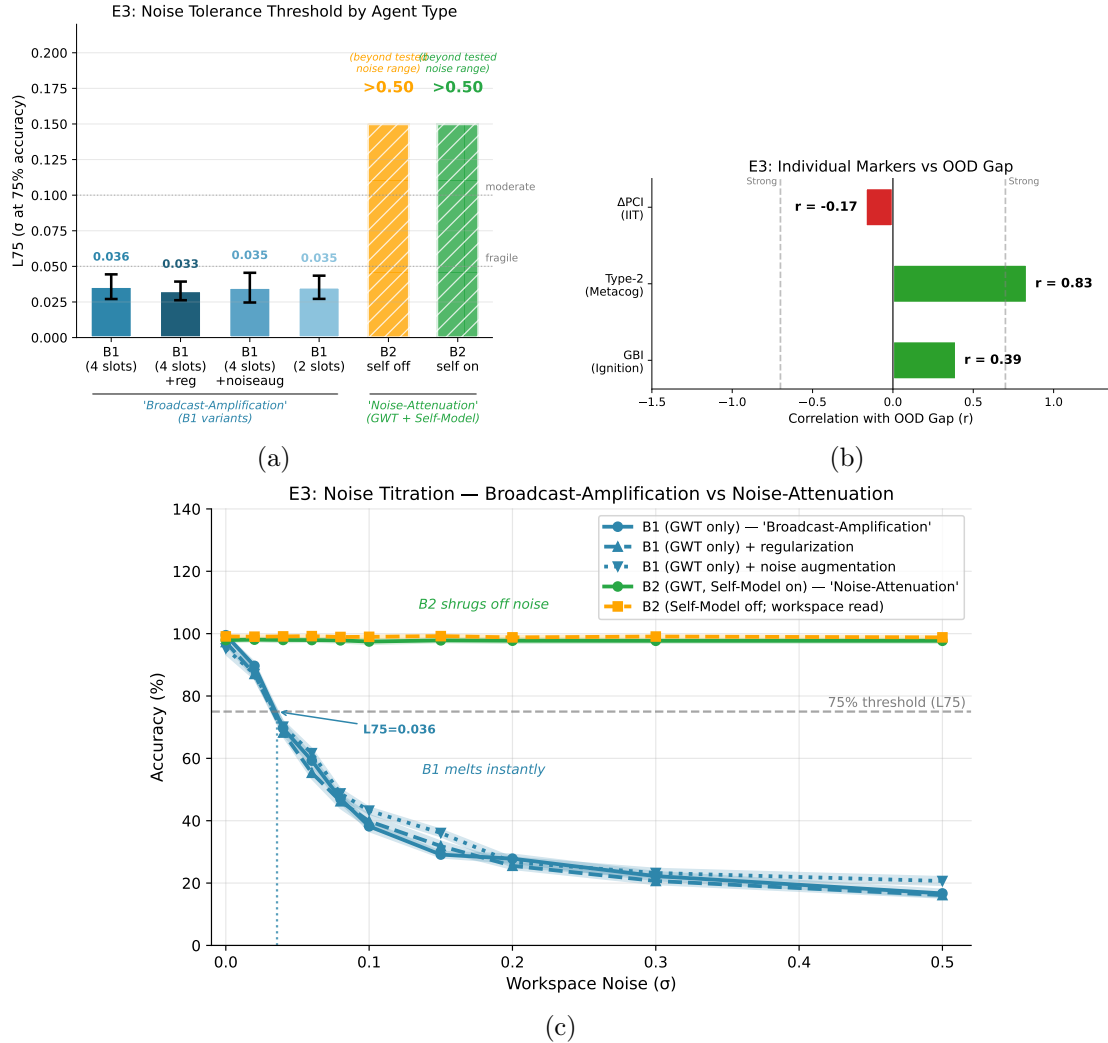 E3: Noise Tolerance Threshold by Agent Type
L75 (σ at 75% accuracy)
0.200
0.175
0.150
0.125
0.100
0.075
0.050
0.025
0.000
(beyond tested
noise range)
>0.50
(beyond tested
noise range)
>0.50
moderate
fragile
0.036
0.033
0.035
0.035
B1
(4 slots)
B1
(4 slots)
+reg
B1
(4 slots)
+noiseaug
B1
(2 slots)
B2
self off
B2
self on
'Broadcast-Amplification'
(B1 variants)
'Noise-Attenuation'
(GWT + Self-Model)
(a)
E3: Individual Markers vs OOD Gap
Strong
Strong
ΔPCI
(IIT)
r = -0.17
Type-2
(Metacog)
r = 0.83
GBI
(Ignition)
r = 0.39
−1.5 −1.0 −0.5 0.0 0.5 1.0
Correlation with OOD Gap (r)
(b)
E3: Noise Titration — Broadcast-Amplification vs Noise-Attenuation
Accuracy (%)
140
120
100
80
60
40
20
0
B1 (GWT only) — 'Broadcast-Amplification'
B1 (GWT only) + regularization
B1 (GWT only) + noise augmentation
B2 (GWT, Self-Model on) — 'Noise-Attenuation'
B2 (Self-Model off; workspace read)
B2 shrugs off noise
75% threshold (L75)
L75=0.036
B1 melts instantly
0.0 0.1 0.2 0.3 0.4 0.5
Workspace Noise (σ)
(c)